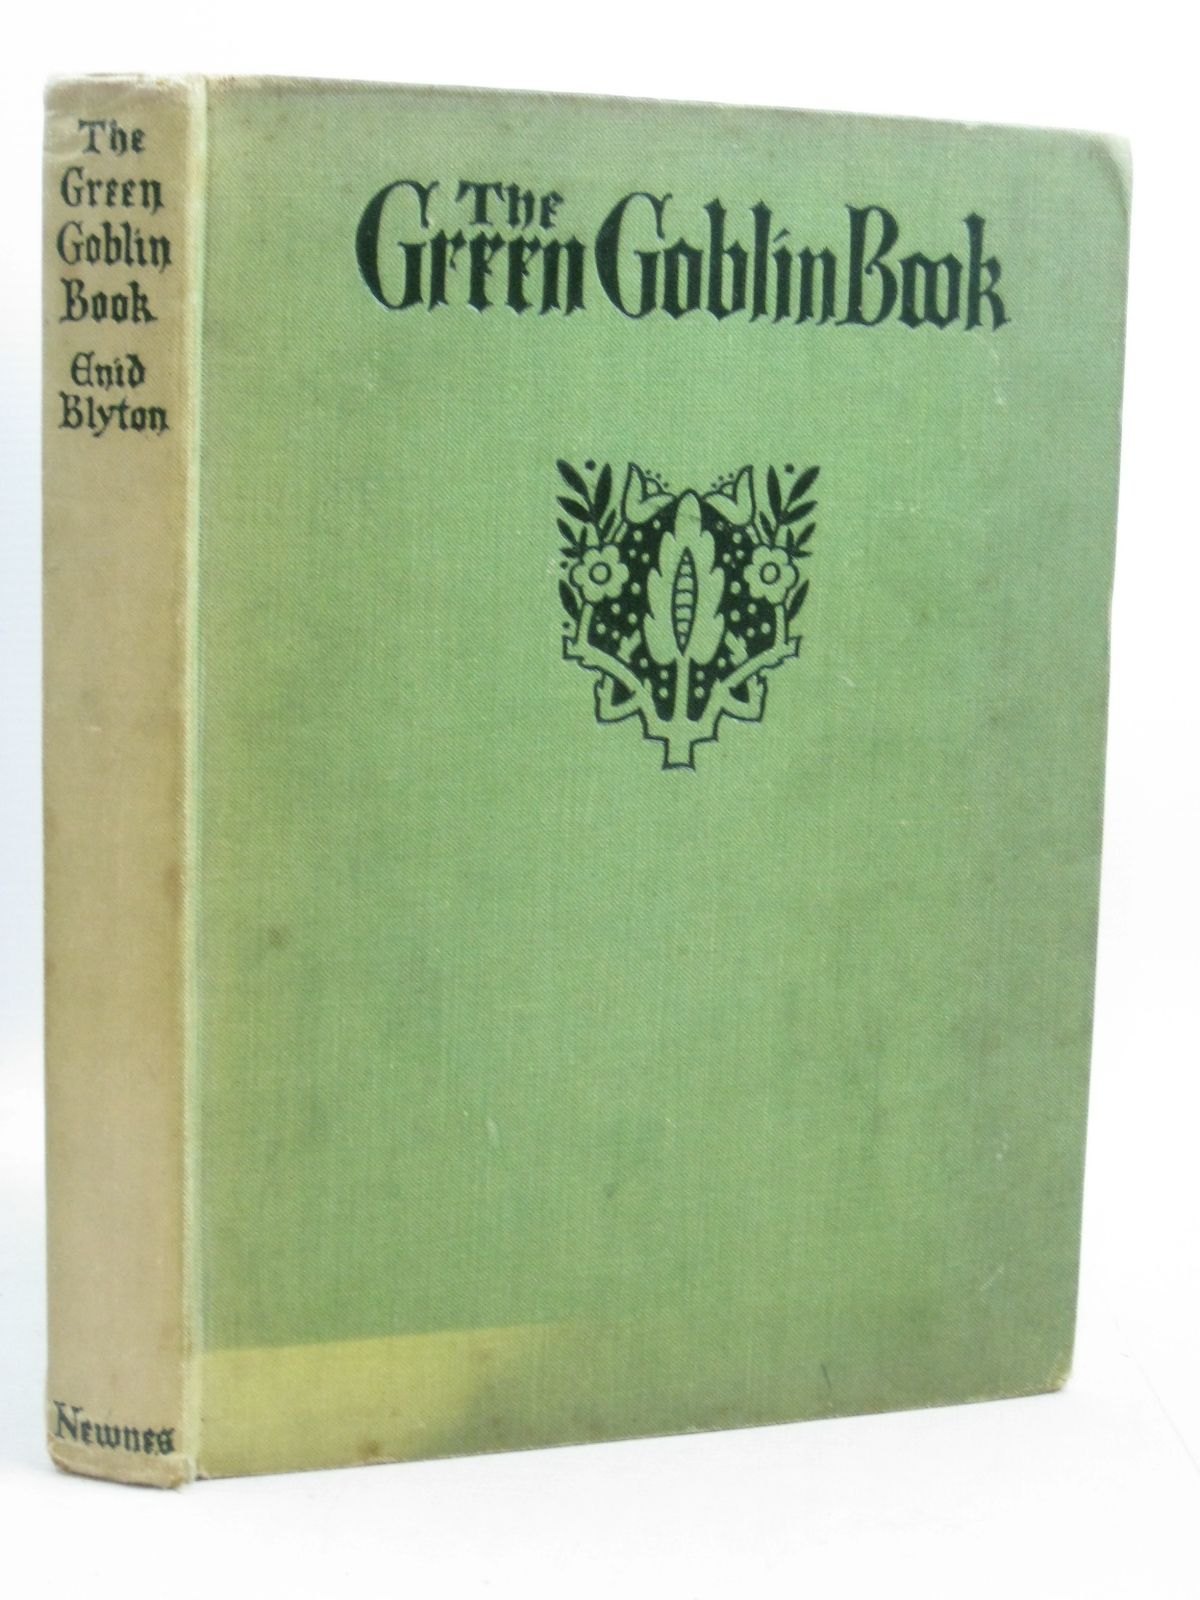 The
Green
Goblin
Book
Enid
Blyton
Newnes
The
Green Goblin Book